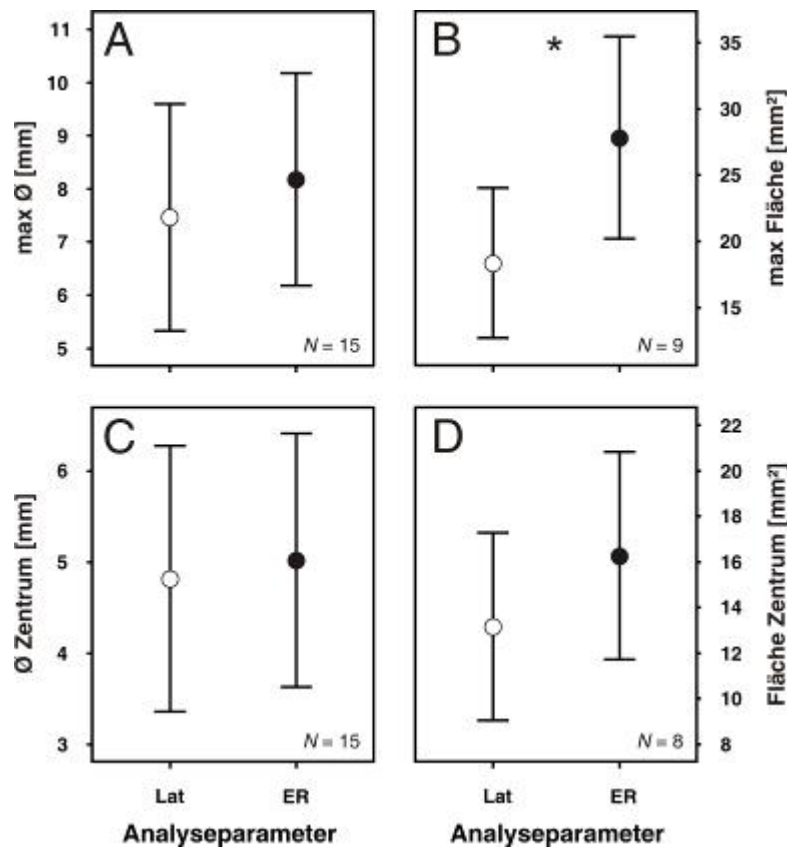 A
max Ø [mm]
11
10
9
8
7
6
5
N = 15
B
*
max Fläche [mm²]
35
30
25
20
15
N = 9
C
Ø Zentrum [mm]
6
5
4
3
N = 15
Lat ER
Analyseparameter
D
Fläche Zentrum [mm²]
22
20
18
16
14
12
10
8
N = 8
Lat ER
Analyseparameter